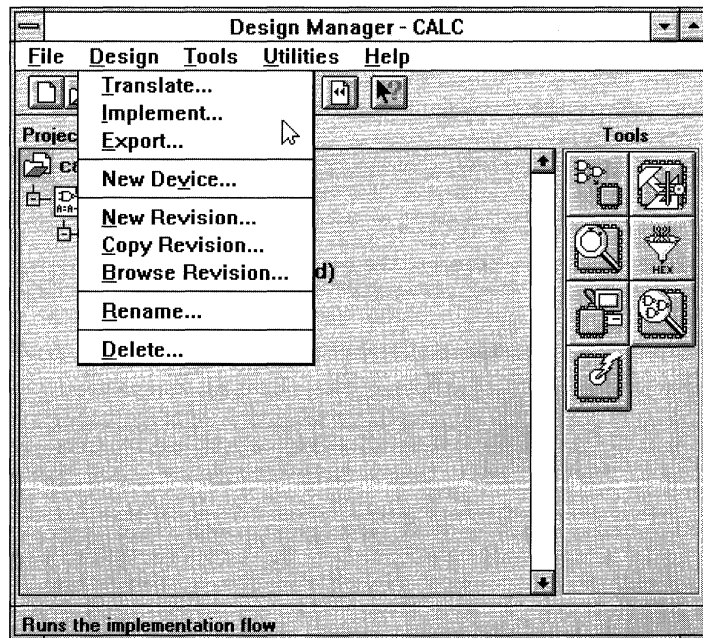 Design Manager - CALC
File Design Tools Utilities Help
Translate...
Implement...
Export...
New Device...
New Revision...
Copy Revision...
Browse Revision...
Rename...
Delete...
Tools
HEX
Runs the implementation flow